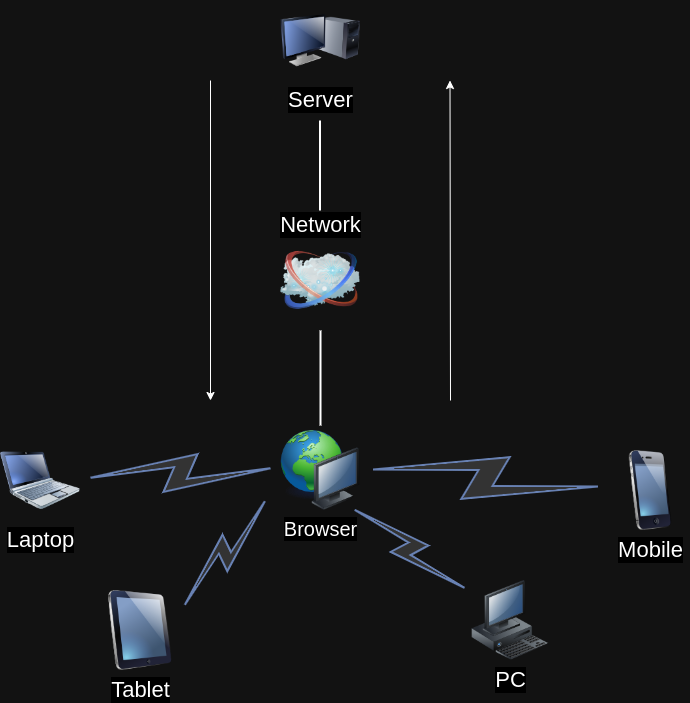 Server
Network
Browser
Laptop
Mobile
Tablet
PC